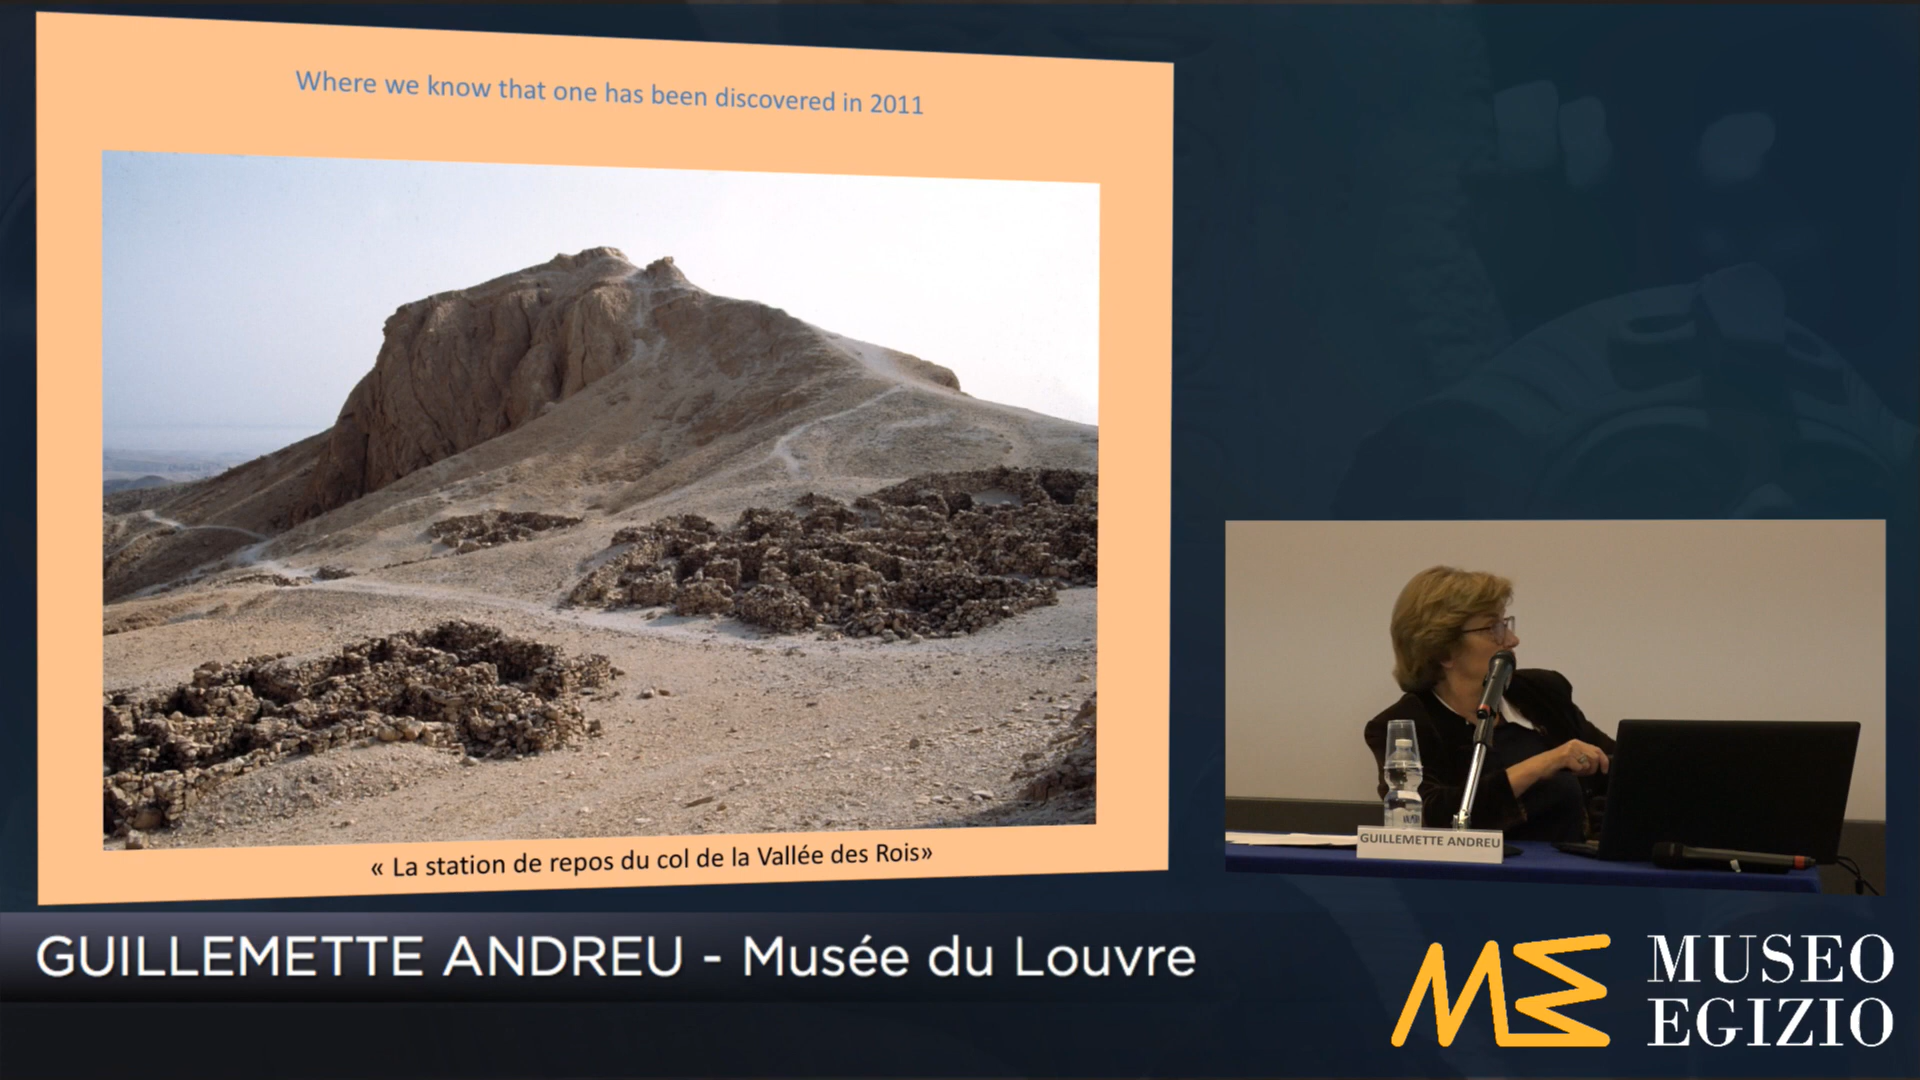 Where we know that one has been discovered in 2011
« La station de repos du col de la Vallée des Rois»
GUILLEMETTE ANDREU
GUILLEMETTE ANDREU - Musée du Louvre
ME
MUSEO
EGIZIO